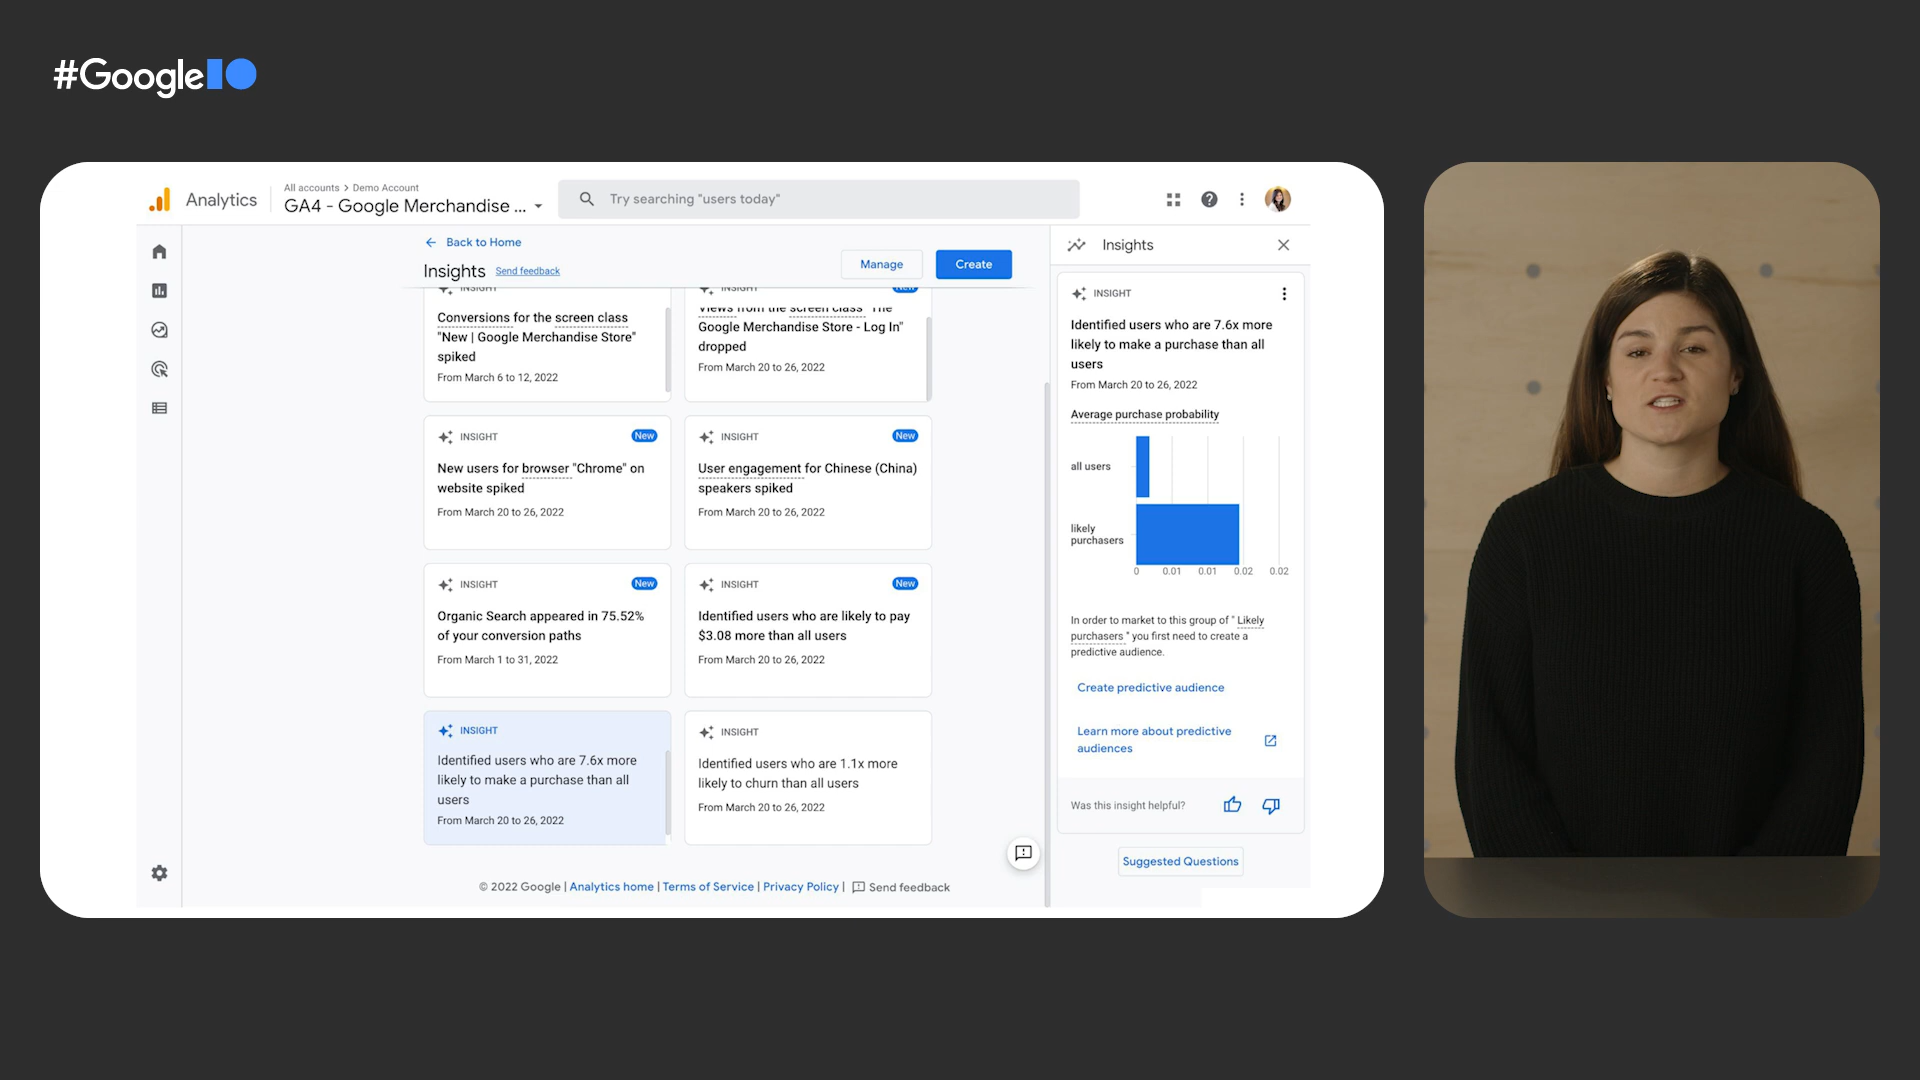 #GoogleIO
Analytics
All accounts > Demo Account
GA4 - Google Merchandise ...
Try searching "users today"
Back to Home
Insights
Send feedback
Manage
Create
INSIGHT
Conversions for the screen class
"New | Google Merchandise Store"
spiked
From March 6 to 12, 2022
INSIGHT
New
Views from the screen class "The
Google Merchandise Store - Log In"
dropped
From March 20 to 26, 2022
INSIGHT
New
New users for browser "Chrome" on
website spiked
From March 20 to 26, 2022
INSIGHT
New
User engagement for Chinese (China)
speakers spiked
From March 20 to 26, 2022
INSIGHT
New
Organic Search appeared in 75.52%
of your conversion paths
From March 1 to 31, 2022
INSIGHT
New
Identified users who are likely to pay
$3.08 more than all users
From March 20 to 26, 2022
INSIGHT
Identified users who are 7.6x more
likely to make a purchase than all
users
From March 20 to 26, 2022
INSIGHT
Identified users who are 1.1x more
likely to churn than all users
From March 20 to 26, 2022
© 2022 Google | Analytics home | Terms of Service | Privacy Policy | Send feedback
Insights
INSIGHT
Identified users who are 7.6x more
likely to make a purchase than all
users
From March 20 to 26, 2022
Average purchase probability
all users
likely
purchasers
0 0.01 0.01 0.02 0.02
In order to market to this group of " Likely
purchasers " you first need to create a
predictive audience.
Create predictive audience
Learn more about predictive
audiences
Was this insight helpful?
Suggested Questions